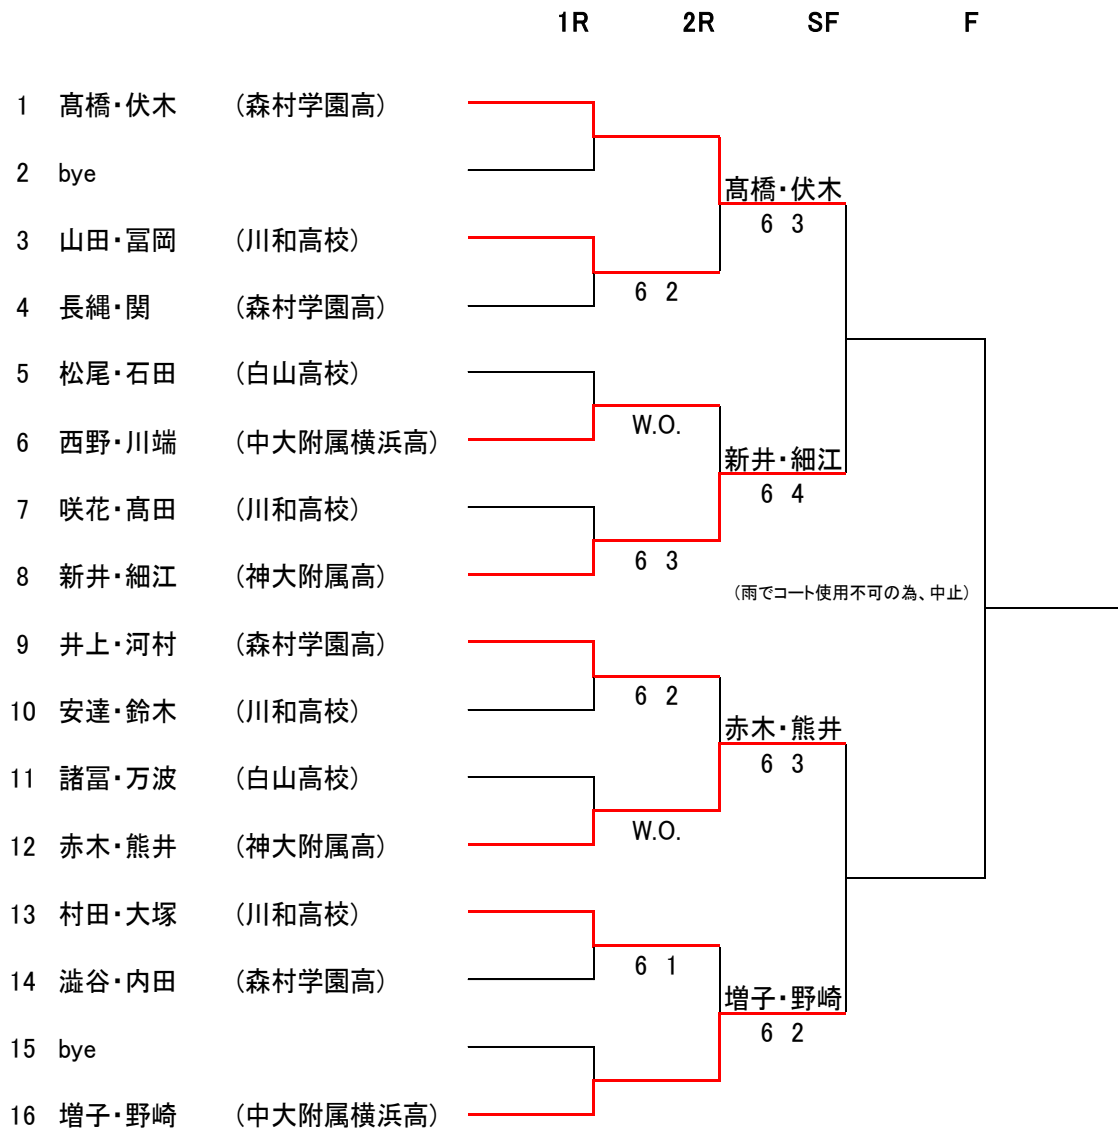 1R 2R SF F
1 髙橋・伏木 (森村学園高)
2 bye
髙橋・伏木
6 3
3 山田・冨岡 (川和高校)
6 2
4 長縄・関 (森村学園高)
5 松尾・石田 (白山高校)
W.O.
6 西野・川端 (中大附属横浜高)
新井・細江
6 4
7 咲花・髙田 (川和高校)
6 3
8 新井・細江 (神大附属高)
(雨でコート使用不可の為、中止)
9 井上・河村 (森村学園高)
6 2
10 安達・鈴木 (川和高校)
赤木・熊井
6 3
11 諸冨・万波 (白山高校)
W.O.
12 赤木・熊井 (神大附属高)
13 村田・大塚 (川和高校)
6 1
14 澁谷・内田 (森村学園高)
増子・野崎
6 2
15 bye
16 増子・野崎 (中大附属横浜高)